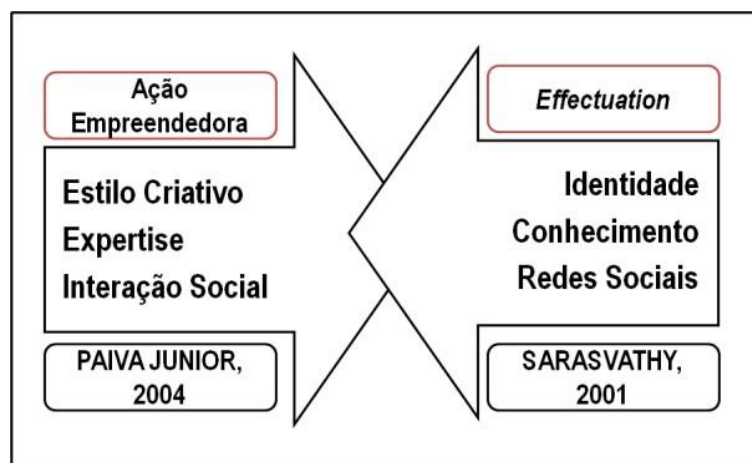 Ação
Empreendedora
Estilo Criativo
Expertise
Interação Social
PAIVA JUNIOR,
2004
Effectuation
Identidade
Conhecimento
Redes Sociais
SARASVATHY,
2001